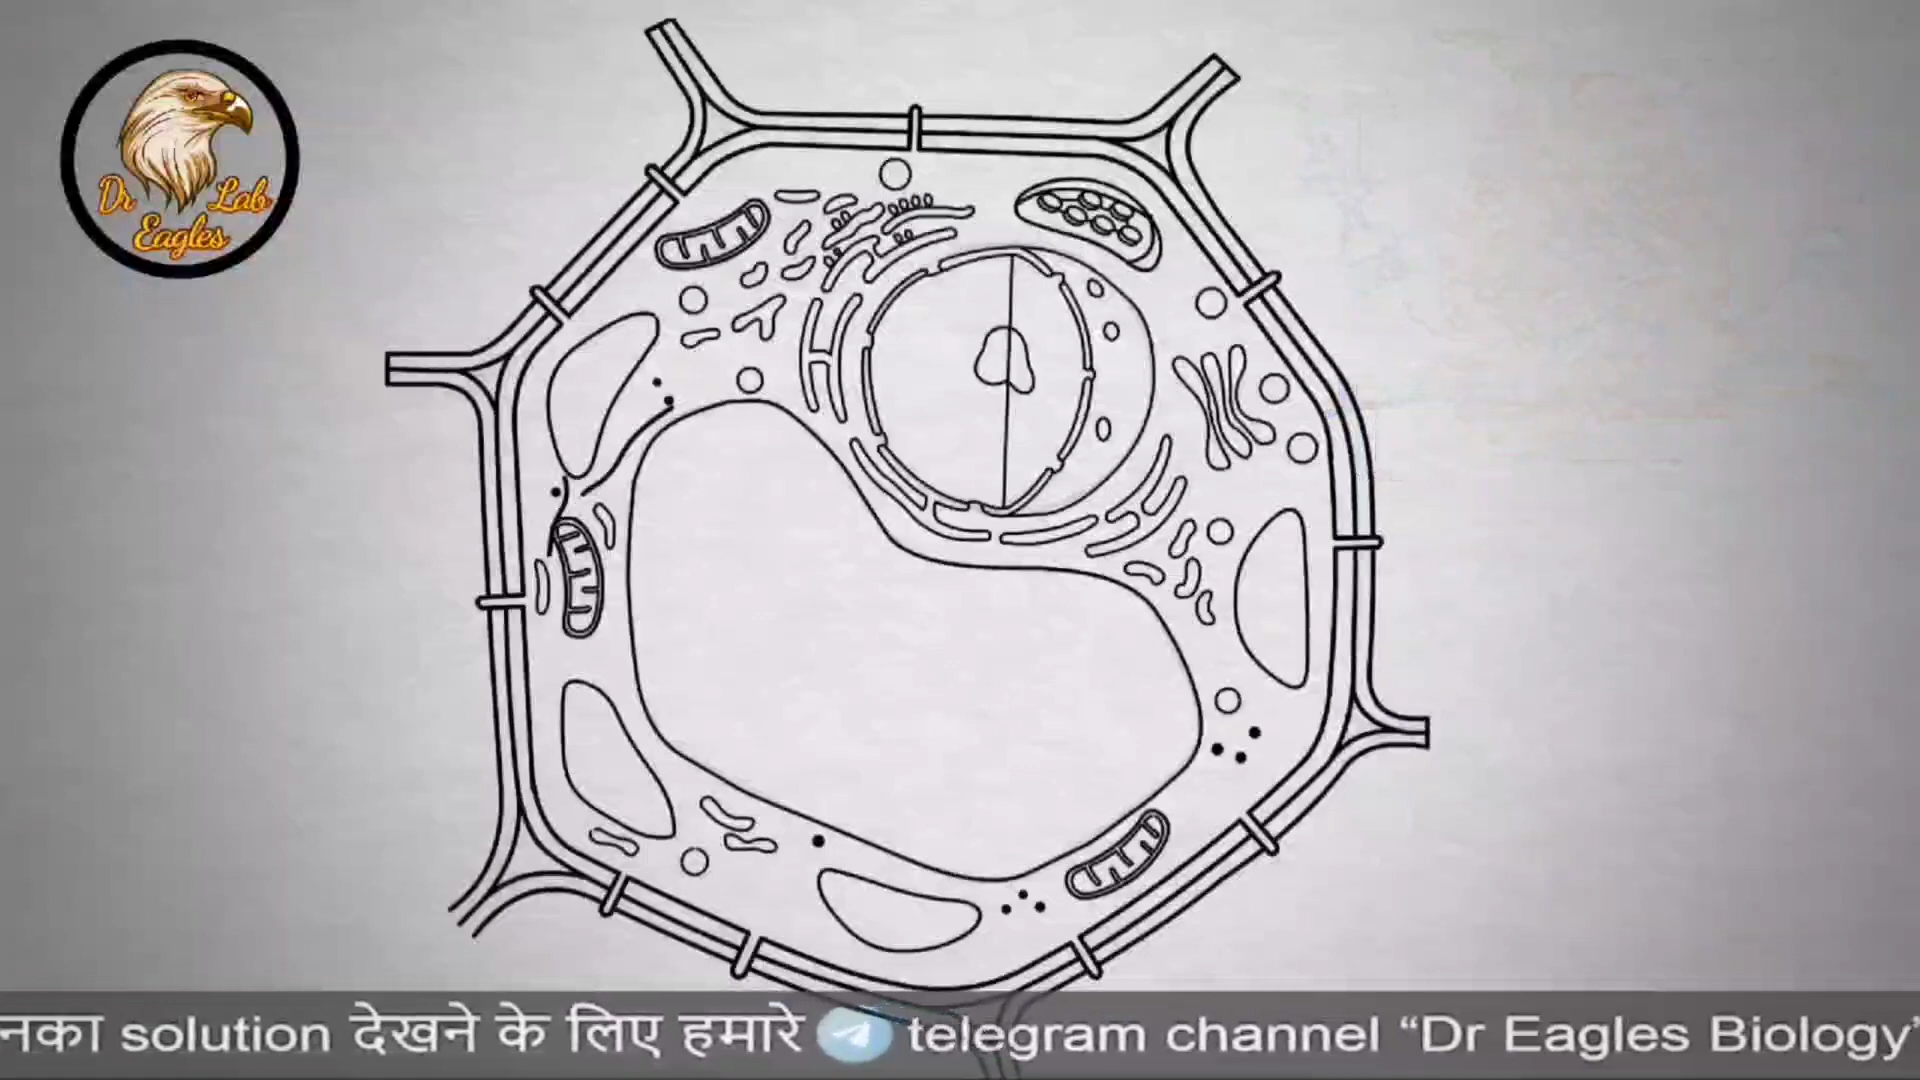 Dr Lab
Eagles
नका solution देखने के लिए हमारे telegram channel “Dr Eagles Biology”